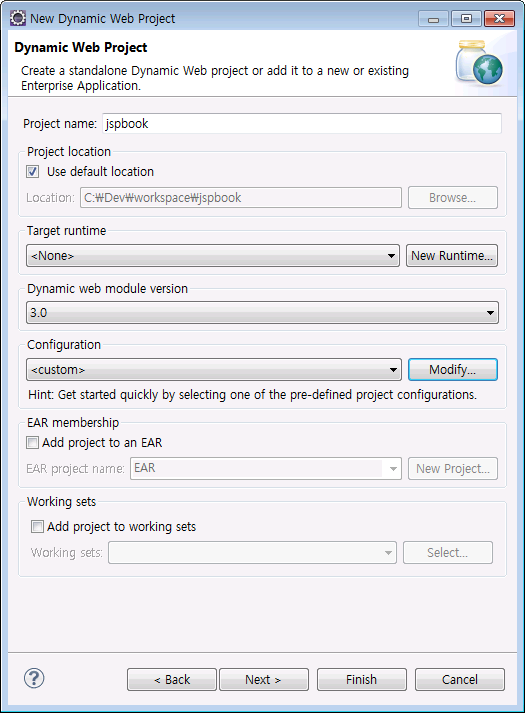 New Dynamic Web Project
Dynamic Web Project
Create a standalone Dynamic Web project or add it to a new or existing
Enterprise Application.
Project name: jspbook
Project location
Use default location
Location: C:₩Dev₩workspace₩jspbook Browse...
Target runtime
<None> New Runtime...
Dynamic web module version
3.0
Configuration
<custom> Modify...
Hint: Get started quickly by selecting one of the pre-defined project configurations.
EAR membership
Add project to an EAR
EAR project name: EAR New Project...
Working sets
Add project to working sets
Working sets: Select...
? < Back Next > Finish Cancel